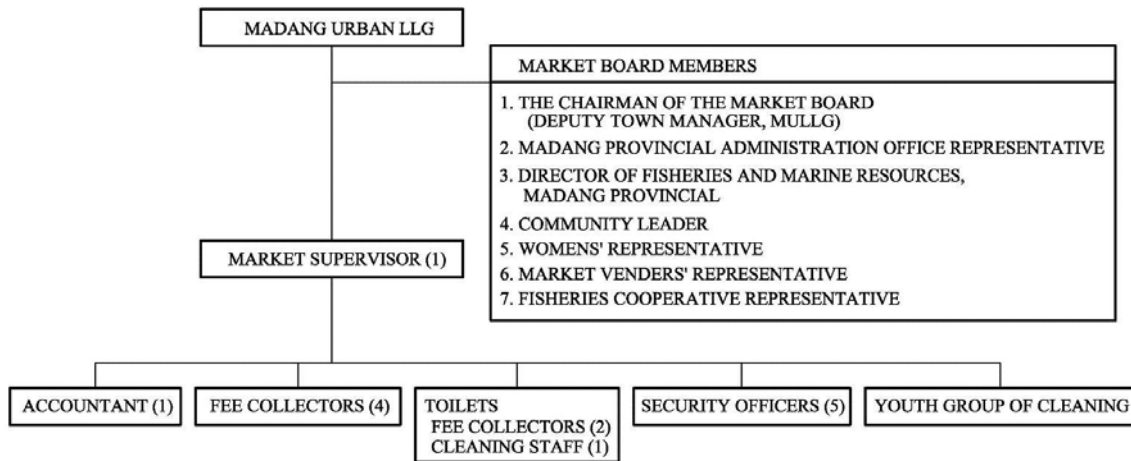 MADANG URBAN LLG
MARKET BOARD MEMBERS
1. THE CHAIRMAN OF THE MARKET BOARD
(DEPUTY TOWN MANAGER, MULLG)
2. MADANG PROVINCIAL ADMINISTRATION OFFICE REPRESENTATIVE
3. DIRECTOR OF FISHERIES AND MARINE RESOURCES,
MADANG PROVINCIAL
4. COMMUNITY LEADER
5. WOMENS' REPRESENTATIVE
6. MARKET VENDERS' REPRESENTATIVE
7. FISHERIES COOPERATIVE REPRESENTATIVE
MARKET SUPERVISOR (1)
ACCOUNTANT (1)
FEE COLLECTORS (4)
TOILETS
FEE COLLECTORS (2)
CLEANING STAFF (1)
SECURITY OFFICERS (5)
YOUTH GROUP OF CLEANING